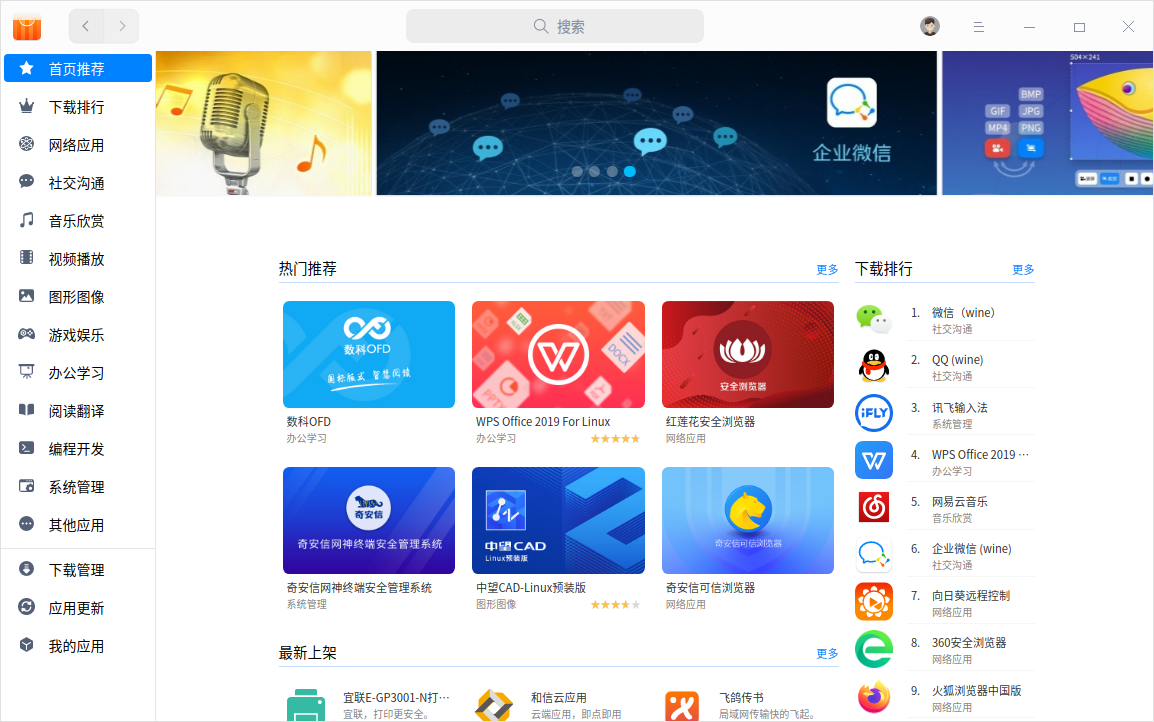 搜索
首页推荐
下载排行
网络应用
社交沟通
音乐欣赏
视频播放
图形图像
游戏娱乐
办公学习
阅读翻译
编程开发
系统管理
其他应用
下载管理
应用更新
我的应用
企业微信
504×241
BMP
GIF JPG
MP4 PNG
热门推荐 更多
数科OFD
国标版式 智慧阅读
数科OFD
办公学习
DOCX
PPTX
WPS Office 2019 For Linux
办公学习
安全浏览器
红莲花安全浏览器
网络应用
奇安信
奇安信网神终端安全管理系统
奇安信网神终端安全管理系统
系统管理
中望CAD
Linux预装版
中望CAD-Linux预装版
图形图像
奇安信可信浏览器
奇安信可信浏览器
网络应用
最新上架 更多
宜联E-GP3001-N打…
宜联，打印更安全。
和信云应用
云端应用，即点即用
飞鸽传书
局域网传输快的飞起。
下载排行 更多
1. 微信（wine）
社交沟通
2. QQ (wine)
社交沟通
iFLY
3. 讯飞输入法
系统管理
4. WPS Office 2019 …
办公学习
5. 网易云音乐
音乐欣赏
6. 企业微信 (wine)
社交沟通
7. 向日葵远程控制
网络应用
8. 360安全浏览器
网络应用
9. 火狐浏览器中国版
网络应用